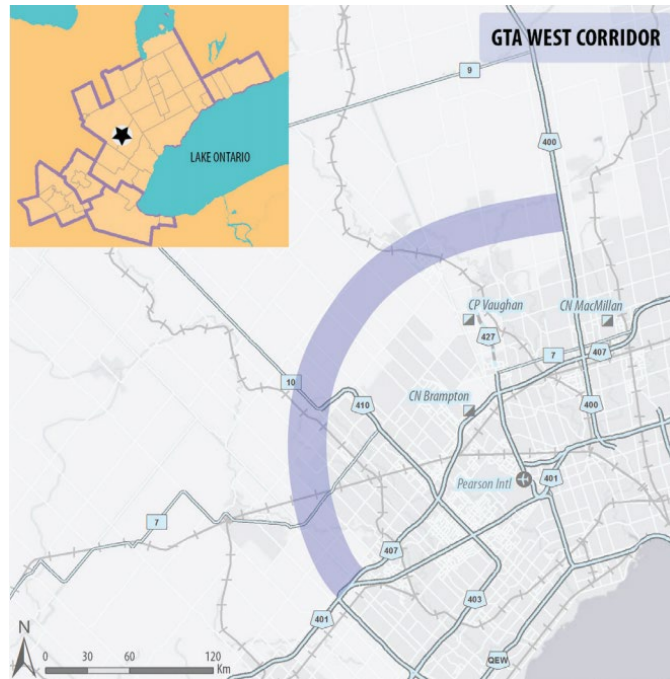 GTA WEST CORRIDOR
9
LAKE ONTARIO
400
CP Vaughan
CN MacMillan
427
7
407
10
410
CN Brampton
400
Pearson Intl
401
7
407
401
403
QEW
N
0 30 60 120
Km